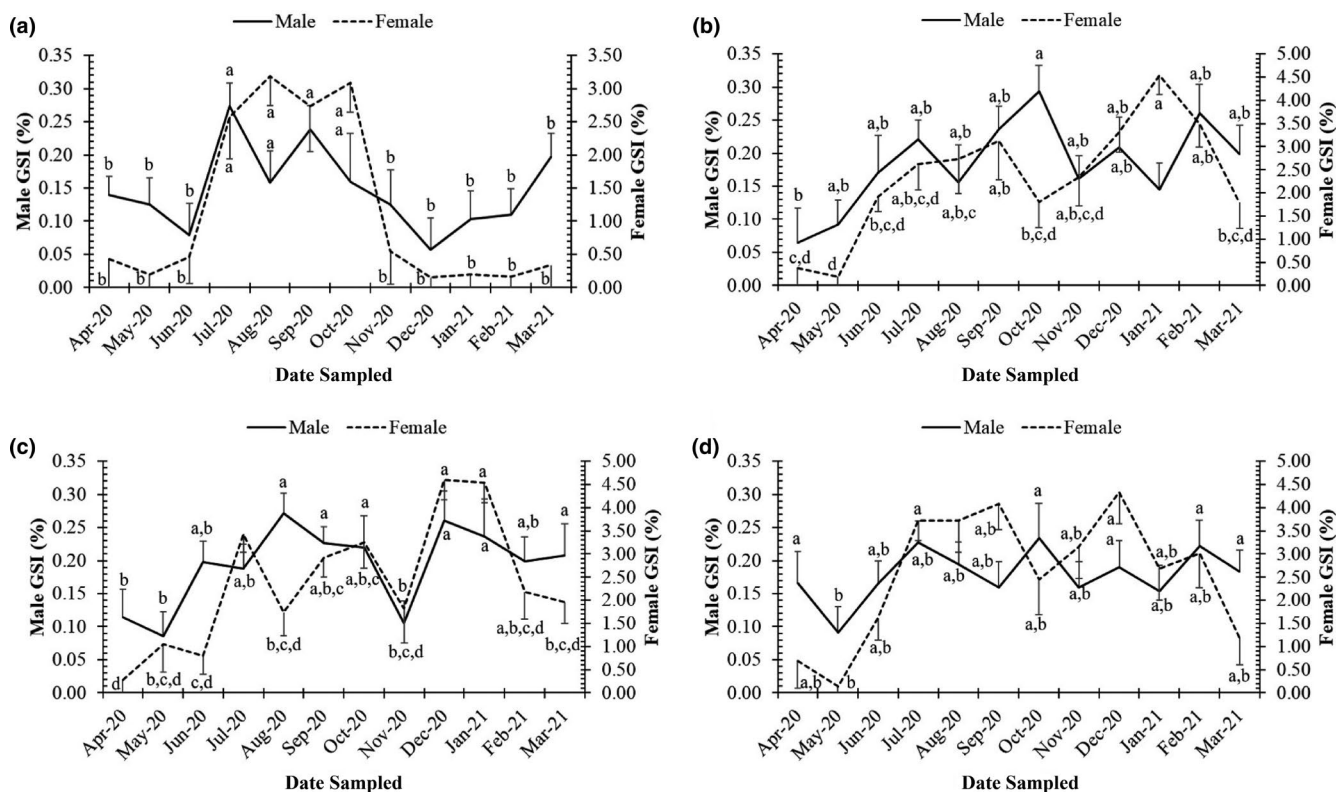 (a)
Male Female
Male GSI (%)
0.35
0.30
0.25
0.20
0.15
0.10
0.05
0.00
Female GSI (%)
3.50
3.00
2.50
2.00
1.50
1.00
0.50
0.00
b b b a a a a b b b b b
b b b a a a a b b b b b
Apr-20 May-20 Jun-20 Jul-20 Aug-20 Sep-20 Oct-20 Nov-20 Dec-20 Jan-21 Feb-21 Mar-21
Date Sampled
(b)
Male Female
Male GSI (%)
0.35
0.30
0.25
0.20
0.15
0.10
0.05
0.00
Female GSI (%)
5.00
4.50
4.00
3.50
3.00
2.50
2.00
1.50
1.00
0.50
0.00
b a,b a,b a,b a,b a,b a a,b a,b a,b a,b
c,d d b,c,d a,b,c,d a,b,c a,b b,c,d a,b,c,d a,b a a,b b,c,d
Apr-20 May-20 Jun-20 Jul-20 Aug-20 Sep-20 Oct-20 Nov-20 Dec-20 Jan-21 Feb-21 Mar-21
Date Sampled
(c)
Male Female
Male GSI (%)
0.35
0.30
0.25
0.20
0.15
0.10
0.05
0.00
Female GSI (%)
5.00
4.50
4.00
3.50
3.00
2.50
2.00
1.50
1.00
0.50
0.00
b b a,b a a a b a a a,b a
d b,c,d c,d a,b b,c,d a,b,c a,b,c b,c,d a a a,b,c,d b,c,d
Apr-20 May-20 Jun-20 Jul-20 Aug-20 Sep-20 Oct-20 Nov-20 Dec-20 Jan-21 Feb-21 Mar-21
Date Sampled
(d)
Male Female
Male GSI (%)
0.35
0.30
0.25
0.20
0.15
0.10
0.05
0.00
Female GSI (%)
5.00
4.50
4.00
3.50
3.00
2.50
2.00
1.50
1.00
0.50
0.00
a b a,b a a,b a,b a a,b a a,b a a
a,b b a,b a,b a,b a,b a,b a,b a a,b a,b a,b
Apr-20 May-20 Jun-20 Jul-20 Aug-20 Sep-20 Oct-20 Nov-20 Dec-20 Jan-21 Feb-21 Mar-21
Date Sampled